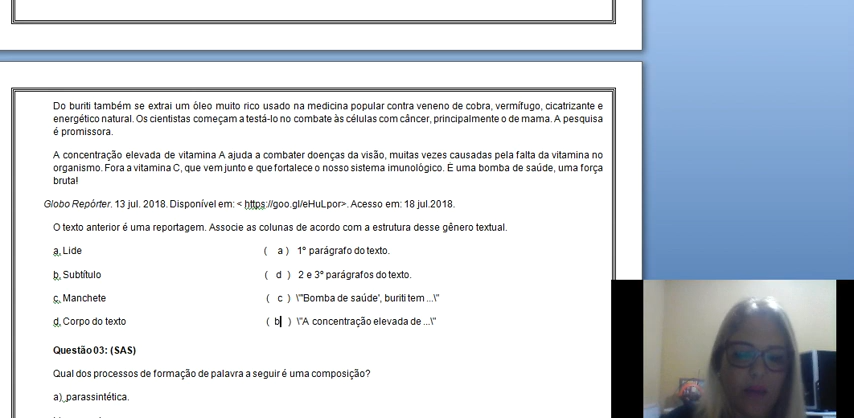 Do buriti também se extrai um óleo muito rico usado na medicina popular contra veneno de cobra, vermífugo, cicatrizante e
energético natural. Os cientistas começam a testá-lo no combate às células com câncer, principalmente o de mama. A pesquisa
é promissora.
A concentração elevada de vitamina A ajuda a combater doenças da visão, muitas vezes causadas pela falta da vitamina no
organismo. Fora a vitamina C, que vem junto e que fortalece o nosso sistema imunológico. É uma bomba de saúde, uma força
bruta!
Globo Repórter. 13 jul. 2018. Disponível em: < https://goo.gl/eHuLpor>. Acesso em: 18 jul.2018.
O texto anterior é uma reportagem. Associe as colunas de acordo com a estrutura desse gênero textual.
a. Lide ( a ) 1º parágrafo do texto.
b. Subtítulo ( d ) 2 e 3º parágrafos do texto.
c. Manchete ( c ) \"'Bomba de saúde', buriti tem ...\"
d. Corpo do texto ( b ) \"A concentração elevada de ...\"
Questão 03: (SAS)
Qual dos processos de formação de palavra a seguir é uma composição?
a) parassintética.